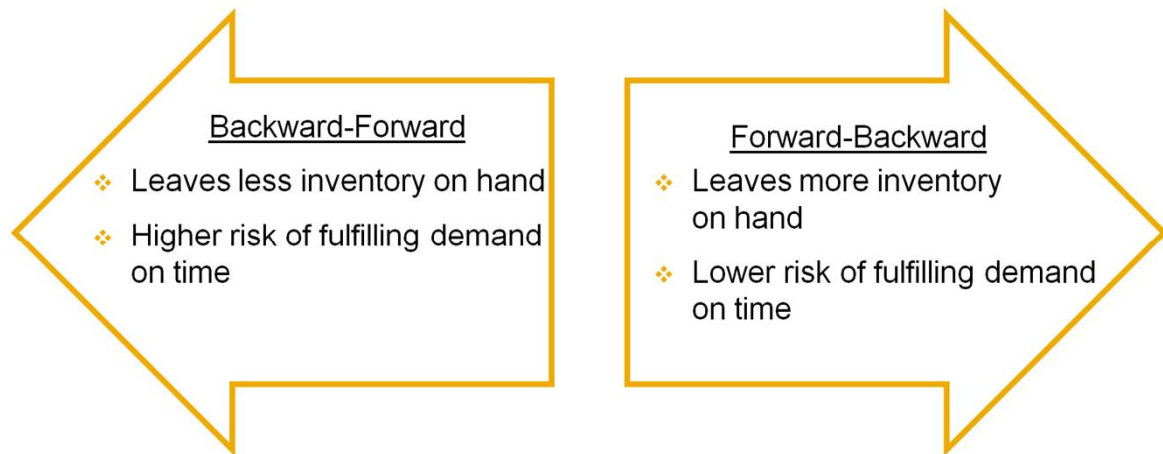 Backward-Forward
Leaves less inventory on hand
Higher risk of fulfilling demand
on time
Forward-Backward
Leaves more inventory
on hand
Lower risk of fulfilling demand
on time